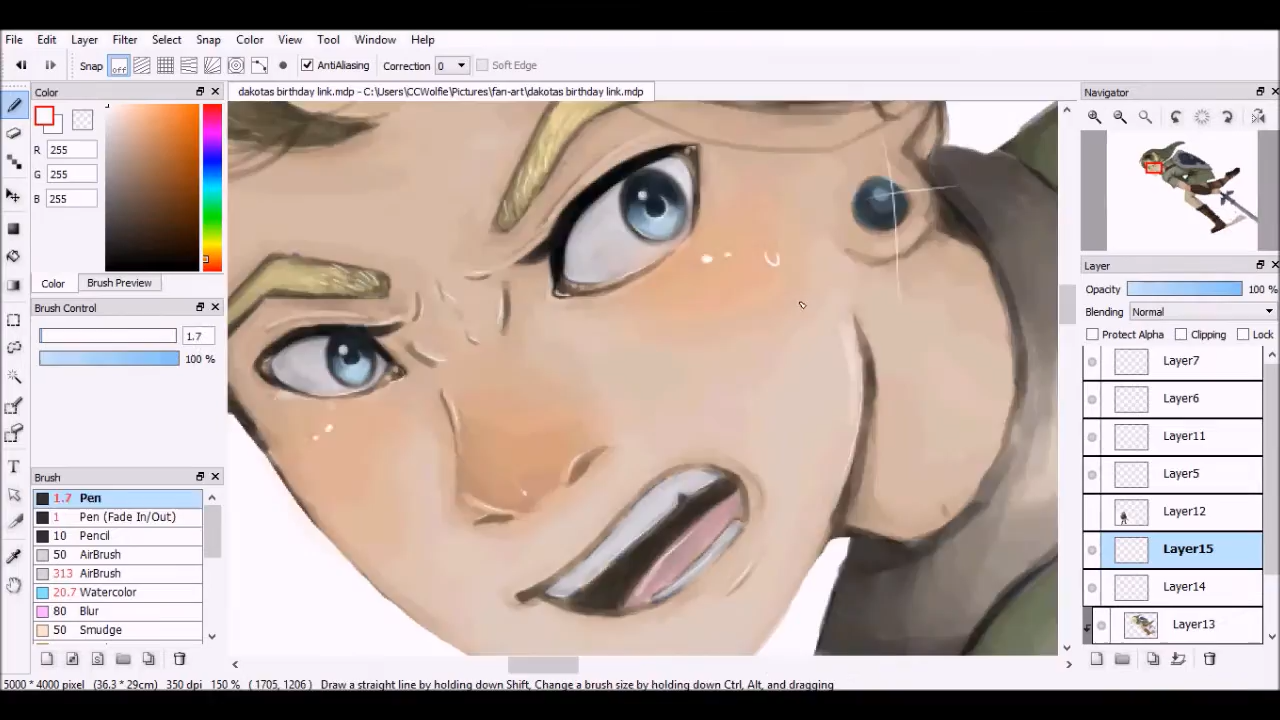 File Edit Layer Filter Select Snap Color View Tool Window Help
Snap off AntiAliasing Correction 0 Soft Edge
Color
dakotas birthday link.mdp - C:\Users\CCWolfie\Pictures\fan-art\dakotas birthday link.mdp
Navigator
R 255
G 255
B 255
Color Brush Preview
Brush Control
1.7
100 %
Brush
1.7 Pen
1 Pen (Fade In/Out)
10 Pencil
50 AirBrush
313 AirBrush
20.7 Watercolor
80 Blur
50 Smudge
Layer
Opacity 100 %
Blending Normal
Protect Alpha Clipping Lock
Layer7
Layer6
Layer11
Layer5
Layer12
Layer15
Layer14
Layer13
5000 * 4000 pixel (36.3 * 29cm) 350 dpi 150 % ( 1705, 1206 ) Draw a straight line by holding down Shift, Change a brush size by holding down Ctrl, Alt, and dragging